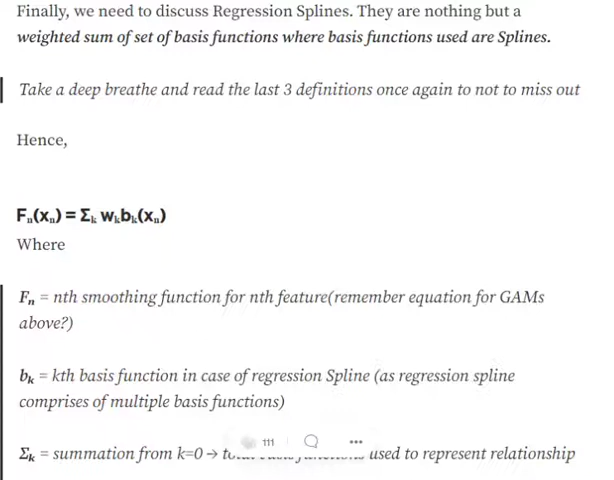 Finally, we need to discuss Regression Splines. They are nothing but a
weighted sum of set of basis functions where basis functions used are Splines.
Take a deep breathe and read the last 3 definitions once again to not to miss out
Hence,
Fₙ(xₙ) = Σₖ wₖbₖ(xₙ)
Where
Fₙ = nth smoothing function for nth feature(remember equation for GAMs
above?)
bₖ = kth basis function in case of regression Spline (as regression spline
comprises of multiple basis functions)
111
Σₖ = summation from k=0 → used to represent relationship